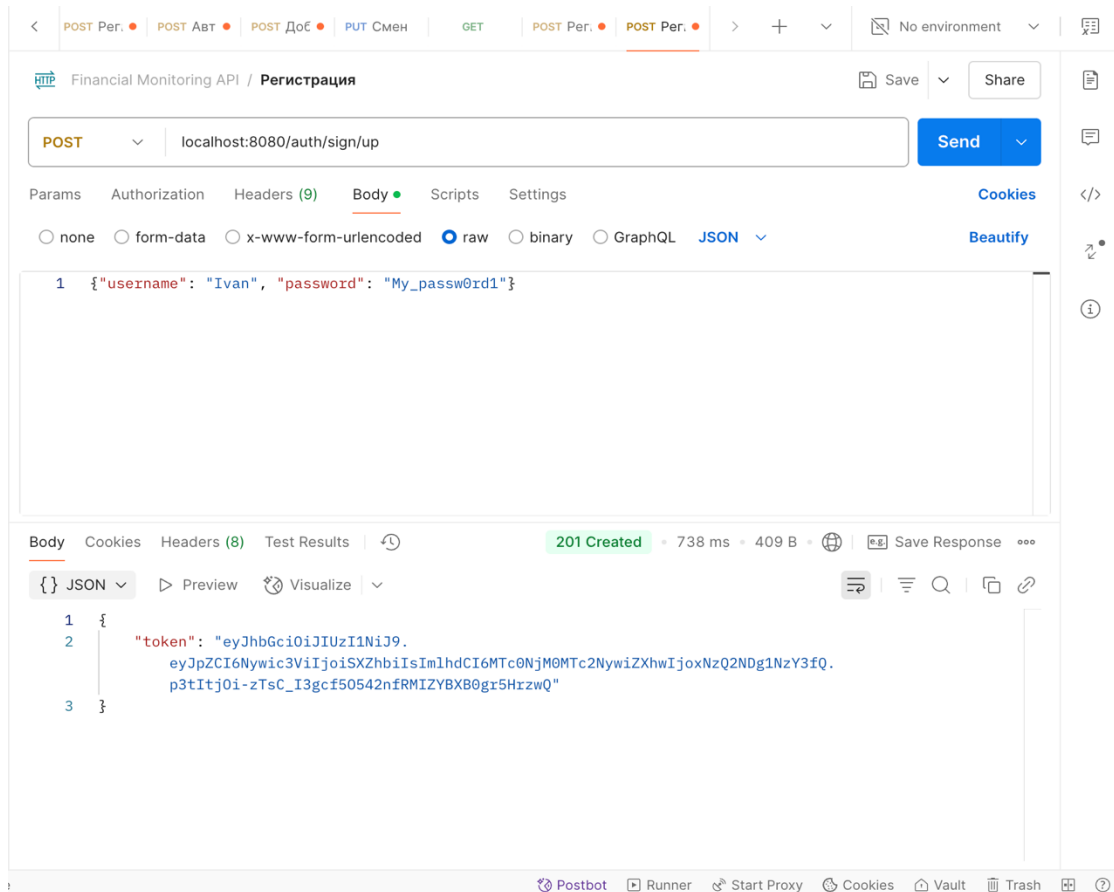 POST Рег. POST Авт POST Доб PUT Смен GET POST Рег. POST Рег. No environment
HTTP Financial Monitoring API / Регистрация Save Share
POST localhost:8080/auth/sign/up Send
Params Authorization Headers (9) Body Scripts Settings Cookies
none form-data x-www-form-urlencoded raw binary GraphQL JSON Beautify
1 {"username": "Ivan", "password": "My_passw0rd1"}
Body Cookies Headers (8) Test Results 201 Created 738 ms 409 B e.g. Save Response
{} JSON Preview Visualize
1 {
2 "token": "eyJhbGciOiJIUzI1NiJ9.
eyJpZCI6Nywic3ViIjoiSXZhbiIsImlhdCI6MTc0NjM0MTc2NywiZXhwIjoxNzQ2NDg1NzY3fQ.
p3tItjOi-zTsC_I3gcf5O542nfRMIZYBXB0gr5HrzwQ"
3 }
Postbot Runner Start Proxy Cookies Vault Trash